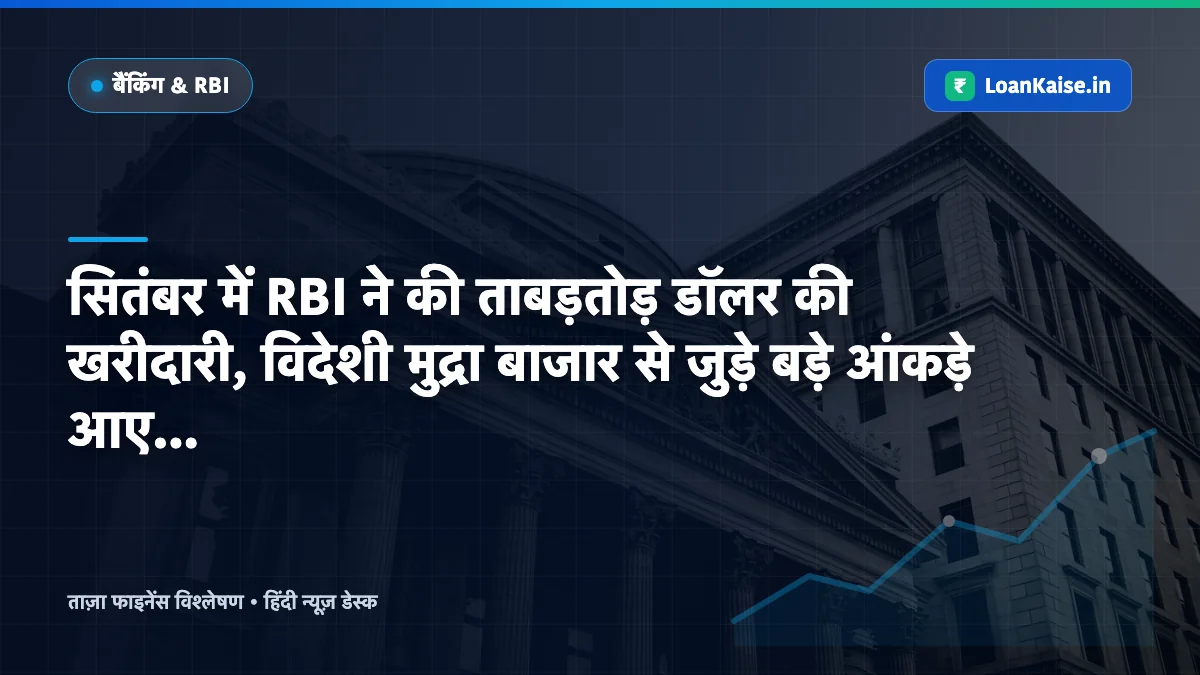 बैंकिंग & RBI
₹ LoanKaise.in
सितंबर में RBI ने की ताबड़तोड़ डॉलर की
खरीदारी, विदेशी मुद्रा बाजार से जुड़े बड़े आंकड़े
आए...
ताज़ा फाइनेंस विश्लेषण • हिंदी न्यूज़ डेस्क